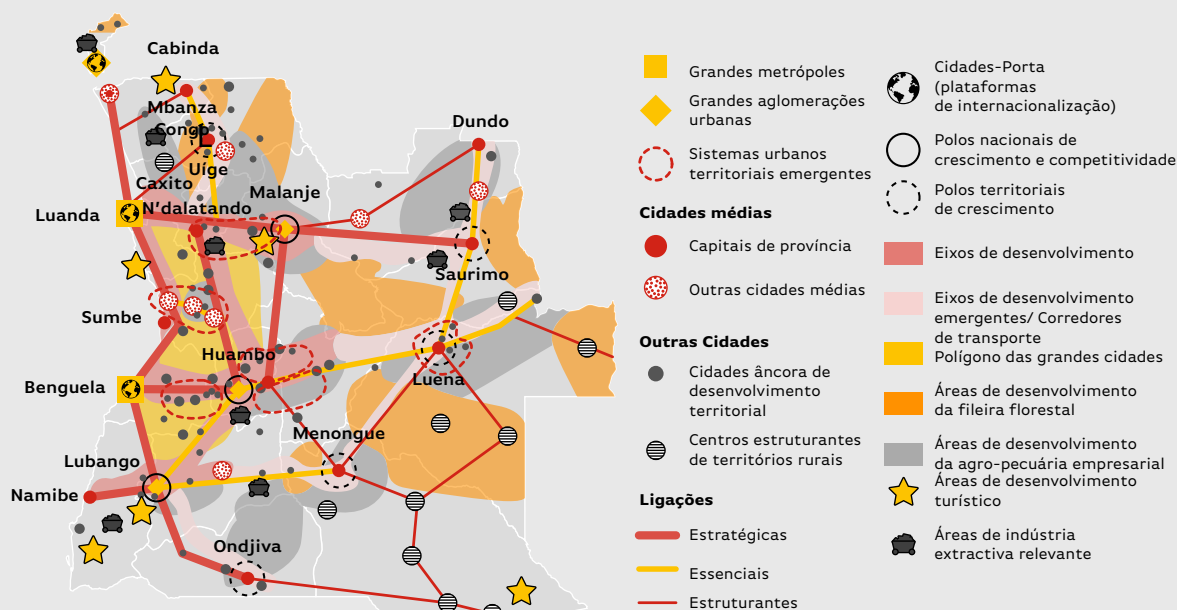 Cabinda
Mbanza
Congo
Uíge
Dundo
Caxito
Malanje
Luanda
N'dalatando
Saurimo
Sumbe
Huambo
Benguela
Luena
Menongue
Lubango
Namibe
Ondjiva
Grandes metrópoles
Grandes aglomerações
urbanas
Sistemas urbanos
territoriais emergentes
Cidades médias
Capitais de província
Outras cidades médias
Outras Cidades
Cidades âncora de
desenvolvimento
territorial
Centros estruturantes
de territórios rurais
Ligações
Estratégicas
Essenciais
Estruturantes
Cidades-Porta
(plataformas
de internacionalização)
Polos nacionais de
crescimento e competitividade
Polos territoriais
de crescimento
Eixos de desenvolvimento
Eixos de desenvolvimento
emergentes/ Corredores
de transporte
Polígono das grandes cidades
Áreas de desenvolvimento
da fileira florestal
Áreas de desenvolvimento
da agro-pecuária empresarial
Áreas de desenvolvimento
turístico
Áreas de indústria
extractiva relevante